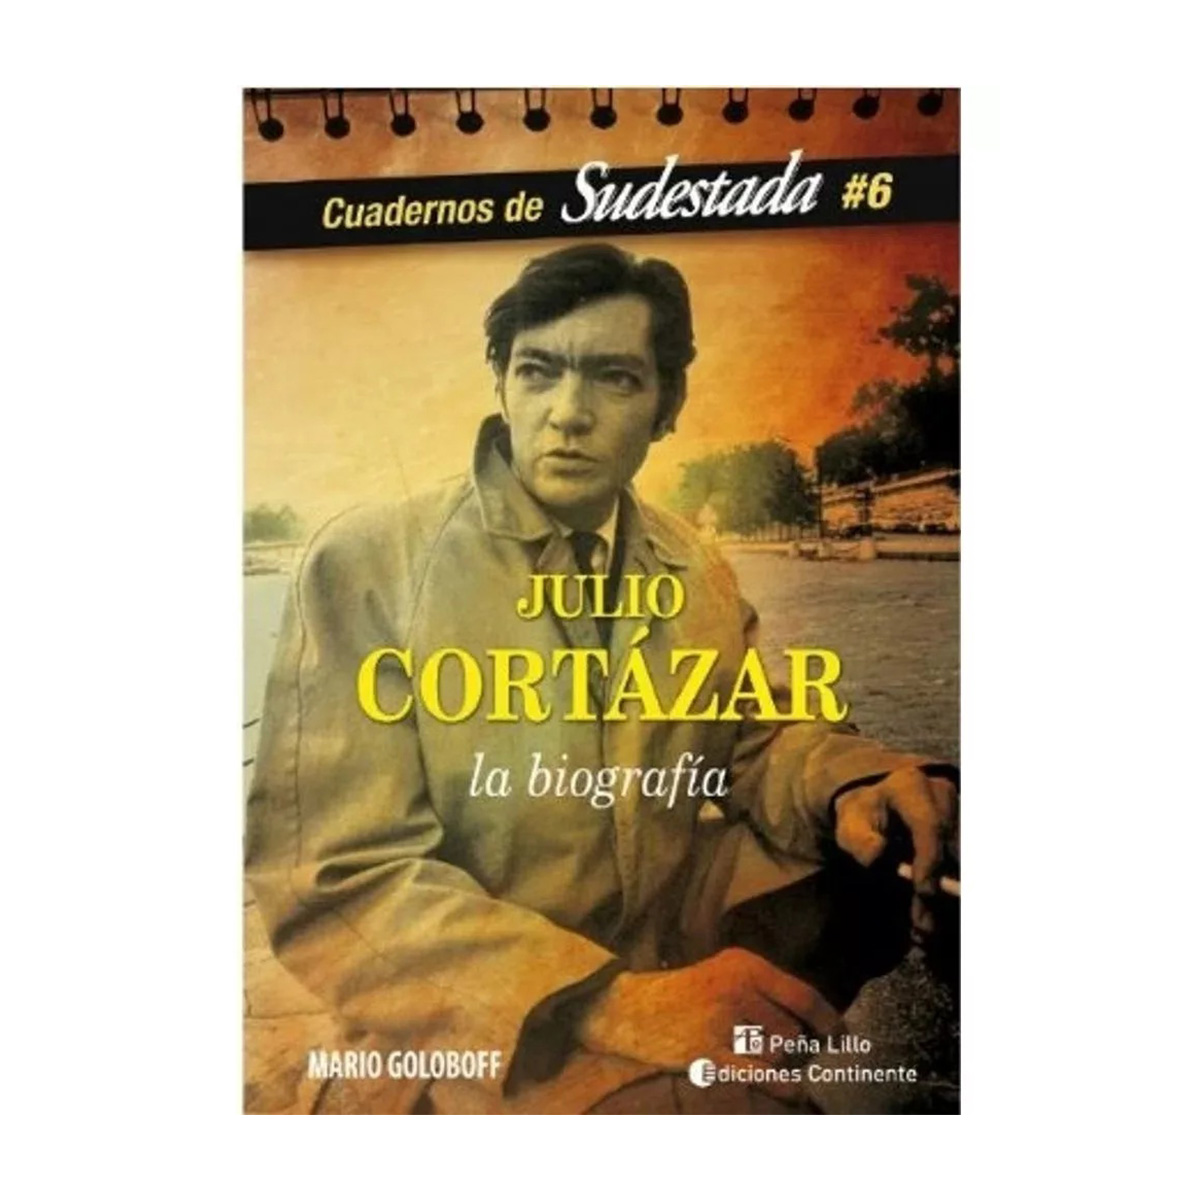 Cuadernos de Sudestada #6
JULIO
CORTÁZAR
la biografía
MARIO GOLOBOFF
Peña Lillo
Ediciones Continente